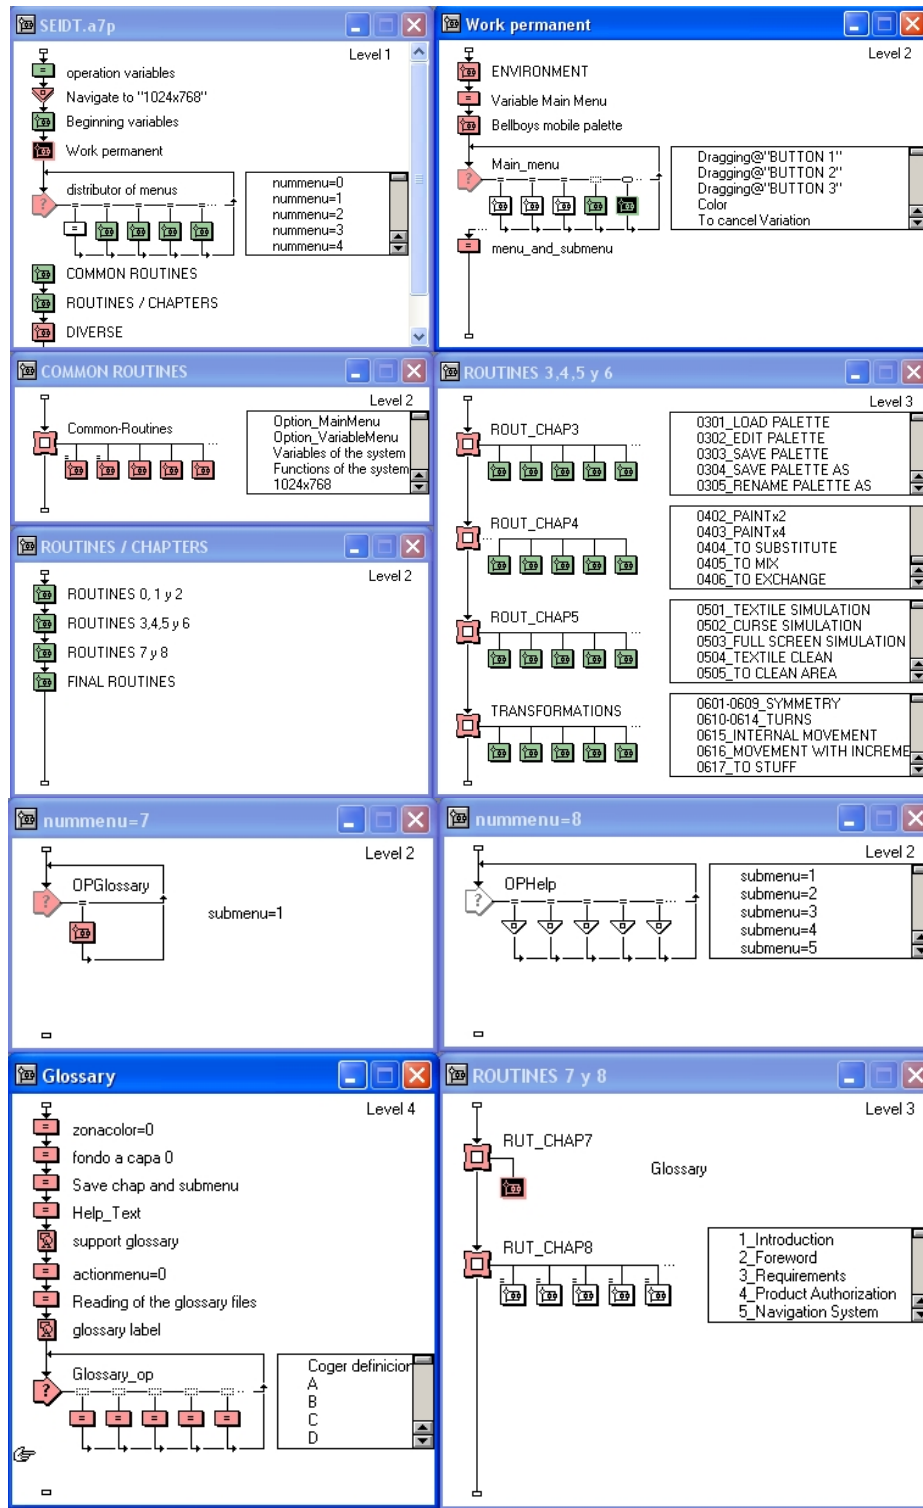 SEIDT.a7p
Level 1
operation variables
Navigate to "1024x768"
Beginning variables
Work permanent
distributor of menus
nummenu=0
nummenu=1
nummenu=2
nummenu=3
nummenu=4
COMMON ROUTINES
ROUTINES / CHAPTERS
DIVERSE
Work permanent
Level 2
ENVIRONMENT
Variable Main Menu
Bellboys mobile palette
Main_menu
Dragging@"BUTTON 1"
Dragging@"BUTTON 2"
Dragging@"BUTTON 3"
Color
To cancel Variation
menu_and_submenu
COMMON ROUTINES
Level 2
Common-Routines
Option_MainMenu
Option_VariableMenu
Variables of the system
Functions of the system
1024x768
ROUTINES / CHAPTERS
Level 2
ROUTINES 0, 1 y 2
ROUTINES 3,4,5 y 6
ROUTINES 7 y 8
FINAL ROUTINES
ROUTINES 3,4,5 y 6
Level 3
ROUT_CHAP3
0301_LOAD PALETTE
0302_EDIT PALETTE
0303_SAVE PALETTE
0304_SAVE PALETTE AS
0305_RENAME PALETTE AS
ROUT_CHAP4
0402_PAINTx2
0403_PAINTx4
0404_TO SUBSTITUTE
0405_TO MIX
0406_TO EXCHANGE
ROUT_CHAP5
0501_TEXTILE SIMULATION
0502_CURSE SIMULATION
0503_FULL SCREEN SIMULATION
0504_TEXTILE CLEAN
0505_TO CLEAN AREA
TRANSFORMATIONS
0601-0609_SYMMETRY
0610-0614_TURNS
0615_INTERNAL MOVEMENT
0616_MOVEMENT WITH INCREME
0617_TO STUFF
nummenu=7
Level 2
OPGlossary
submenu=1
nummenu=8
Level 2
OPHelp
submenu=1
submenu=2
submenu=3
submenu=4
submenu=5
Glossary
Level 4
zonacolor=0
fondo a capa 0
Save chap and submenu
Help_Text
support glossary
actionmenu=0
Reading of the glossary files
glossary label
Glossary_op
Coger definicior
A
B
C
D
ROUTINES 7 y 8
Level 3
RUT_CHAP7
Glossary
RUT_CHAP8
1_Introduction
2_Foreword
3_Requirements
4_Product Authorization
5_Navigation System